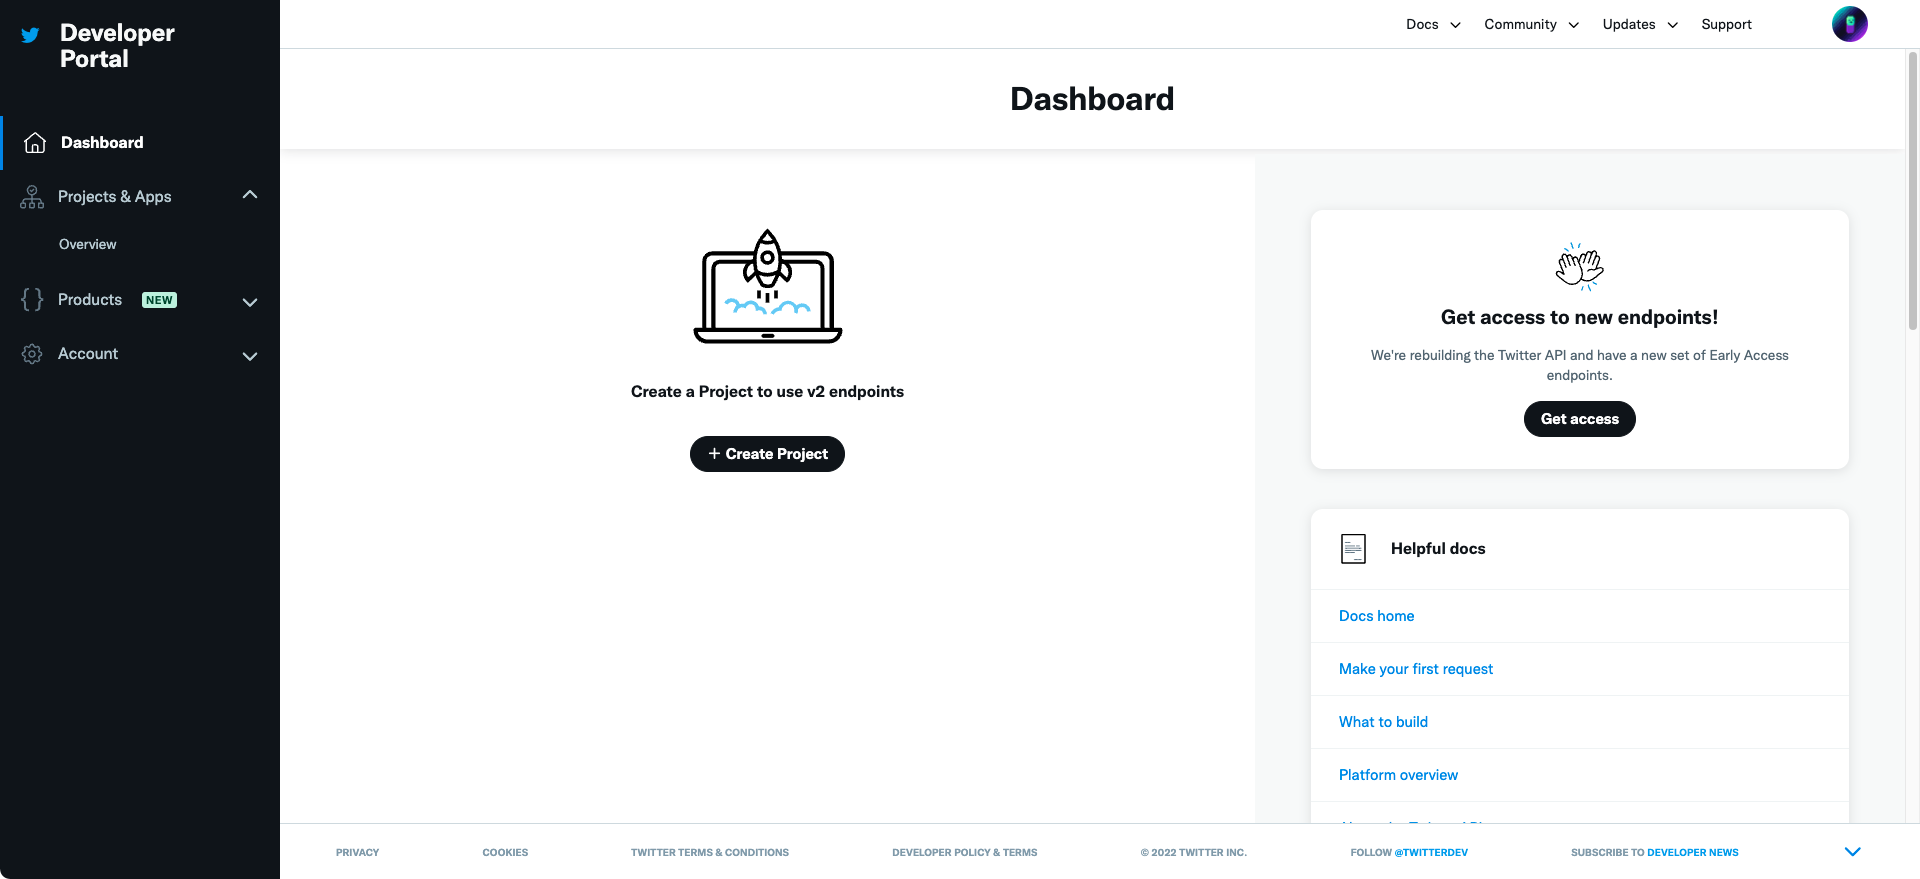 Developer
Portal
Docs
Community
Updates
Support
Dashboard
Dashboard
Projects & Apps
Overview
Products NEW
Account
Create a Project to use v2 endpoints
+ Create Project
Get access to new endpoints!
We're rebuilding the Twitter API and have a new set of Early Access
endpoints.
Get access
Helpful docs
Docs home
Make your first request
What to build
Platform overview
PRIVACY
COOKIES
TWITTER TERMS & CONDITIONS
DEVELOPER POLICY & TERMS
© 2022 TWITTER INC.
FOLLOW @TWITTERDEV
SUBSCRIBE TO DEVELOPER NEWS